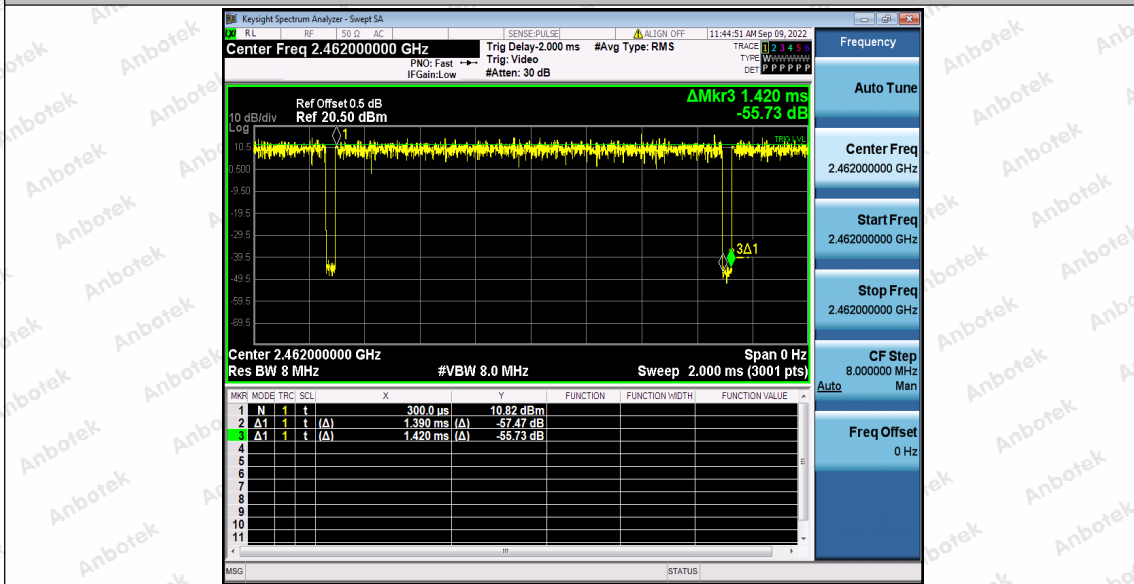 Keysight Spectrum Analyzer - Swept SA
LXI RL RF 50 Ω AC SENSE:PULSE ALIGN OFF 11:44:51 AM Sep 09, 2022
Center Freq 2.462000000 GHz
PNO: Fast
IFGain:Low
Trig Delay-2.000 ms
Trig: Video
#Atten: 30 dB
#Avg Type: RMS
TRACE 1 2 3 4 5 6
TYPE WWWWWW
DET P P P P P P
ΔMkr3 1.420 ms
-55.73 dB
Ref Offset 0.5 dB
10 dB/div Ref 20.50 dBm
Log
TRIG LVL
1
10.5
0.500
-9.50
-19.5
-29.5
3Δ1
-39.5
-49.5
-59.5
-69.5
Center 2.462000000 GHz Span 0 Hz
Res BW 8 MHz #VBW 8.0 MHz Sweep 2.000 ms (3001 pts)
MKR MODE TRC SCL X Y FUNCTION FUNCTION WIDTH FUNCTION VALUE
1 N 1 t 300.0 µs 10.82 dBm
2 Δ1 1 t (Δ) 1.390 ms (Δ) -57.47 dB
3 Δ1 1 t (Δ) 1.420 ms (Δ) -55.73 dB
4
5
6
7
8
9
10
11
MSG STATUS
Frequency
Auto Tune
Center Freq
2.462000000 GHz
Start Freq
2.462000000 GHz
Stop Freq
2.462000000 GHz
CF Step
8.000000 MHz
Auto Man
Freq Offset
0 Hz
Anbotek